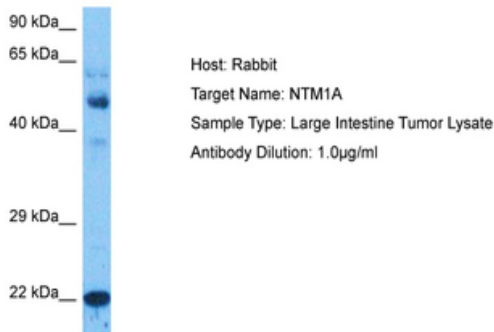 90 kDa__
65 kDa__
40 kDa__
29 kDa__
22 kDa__
Host: Rabbit
Target Name: NTM1A
Sample Type: Large Intestine Tumor Lysate
Antibody Dilution: 1.0µg/ml